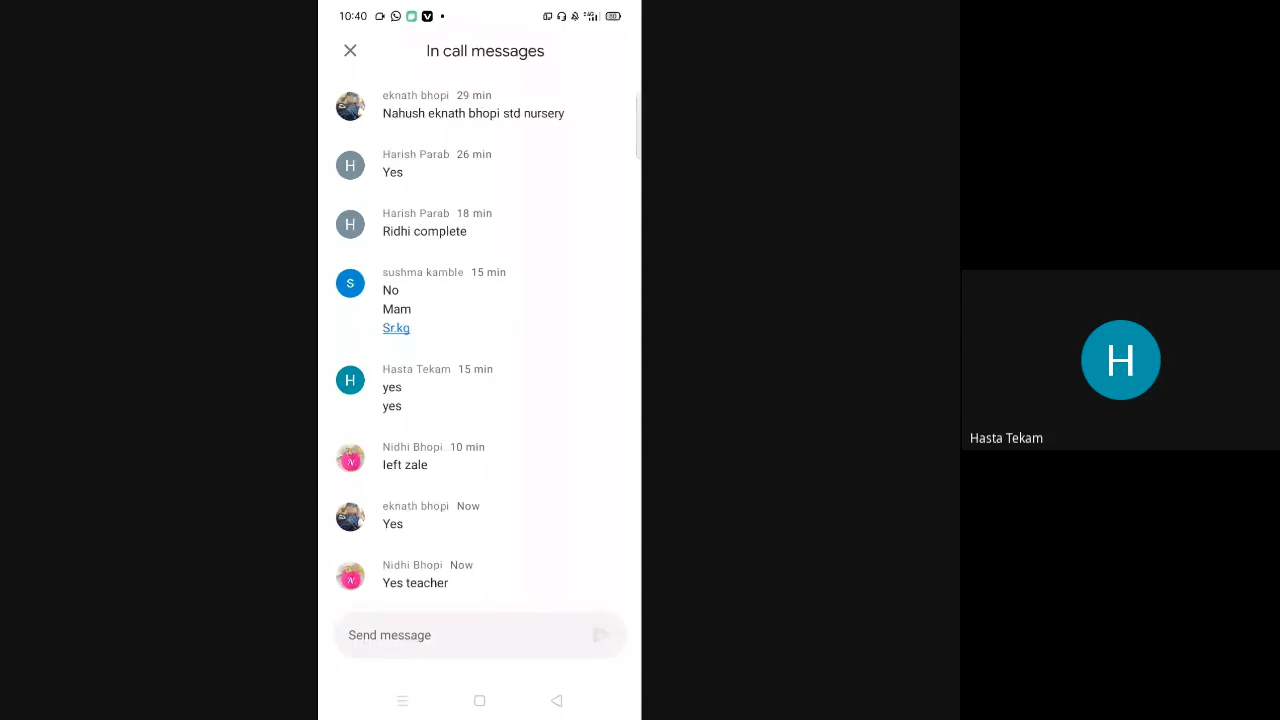 10:40
80
In call messages
eknath bhopi 29 min
Nahush eknath bhopi std nursery
H
Harish Parab 26 min
Yes
H
Harish Parab 18 min
Ridhi complete
S
sushma kamble 15 min
No
Mam
Sr.kg
H
Hasta Tekam 15 min
yes
yes
Nidhi Bhopi 10 min
left zale
eknath bhopi Now
Yes
Nidhi Bhopi Now
Yes teacher
Send message
H
Hasta Tekam